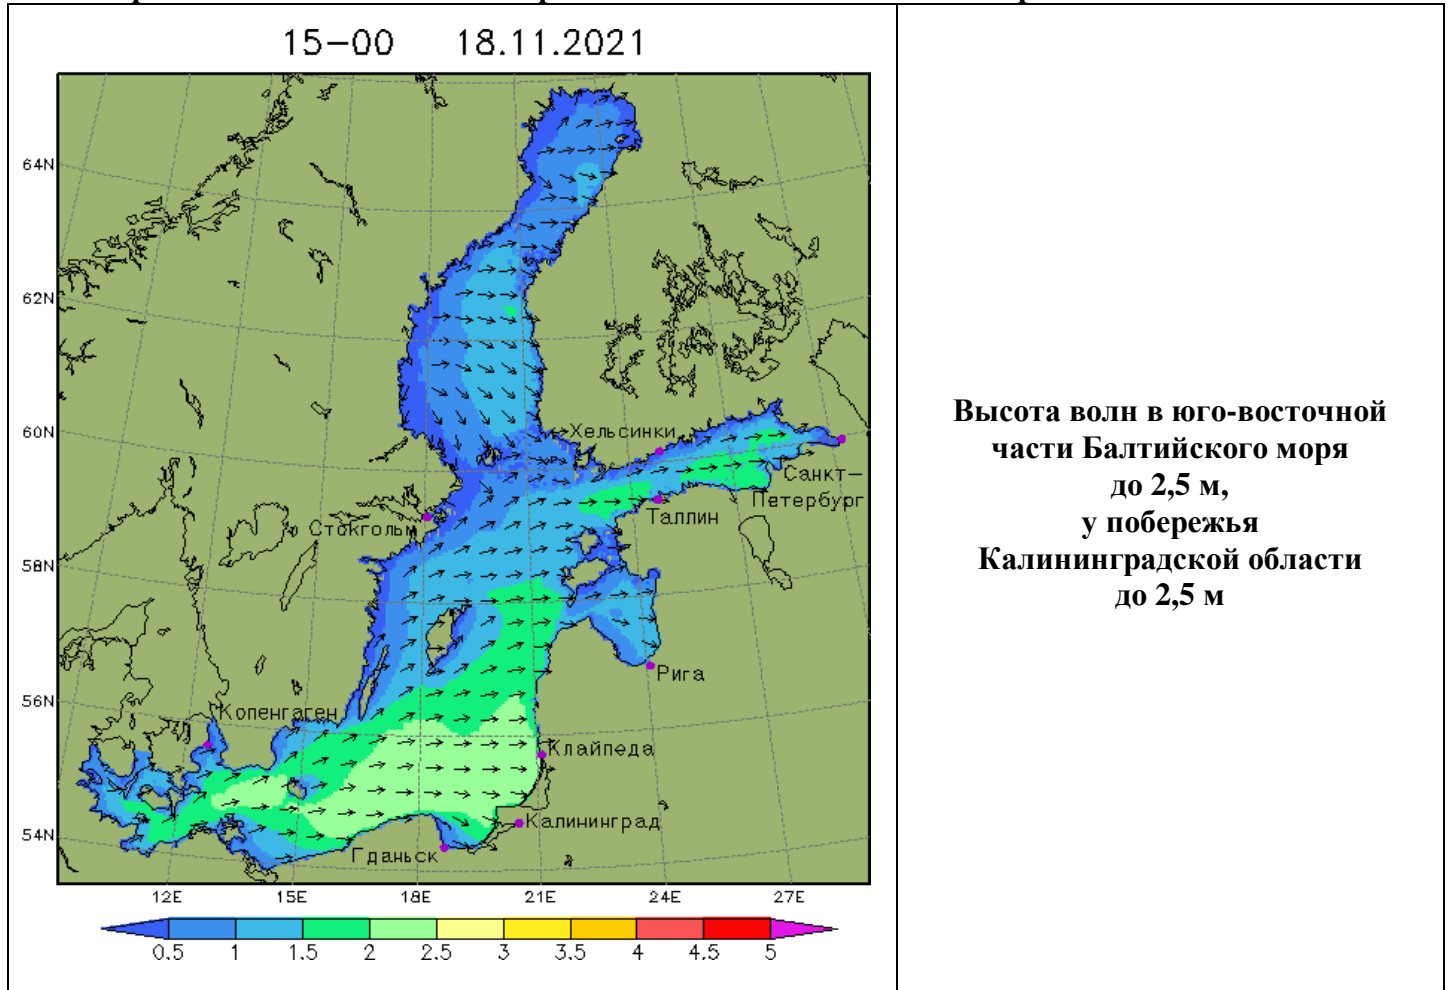 15-00 18.11.2021
64N
62N
60N
58N
56N
54N
Хельсинки
Санкт-
Петербург
Таллин
Стокгольм
Рига
Копенгаген
Клайпеда
Калининград
Гданьск
12E 15E 18E 21E 24E 27E
0.5 1 1.5 2 2.5 3 3.5 4 4.5 5
Высота волн в юго-восточной
части Балтийского моря
до 2,5 м,
у побережья
Калининградской области
до 2,5 м